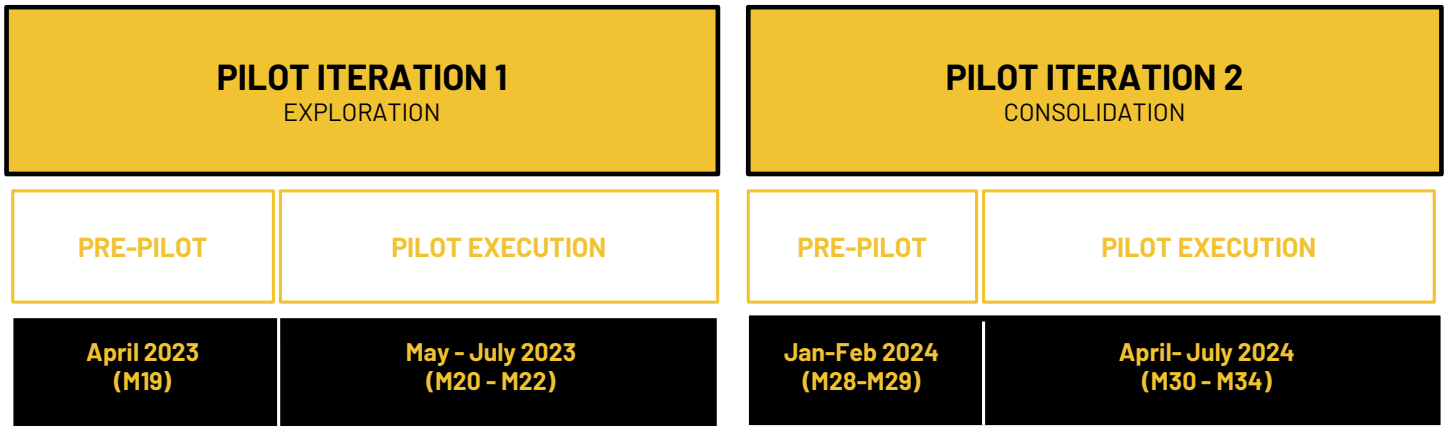 PILOT ITERATION 1
EXPLORATION
PILOT ITERATION 2
CONSOLIDATION
PRE-PILOT
PILOT EXECUTION
PRE-PILOT
PILOT EXECUTION
April 2023
(M19)
May - July 2023
(M20 - M22)
Jan-Feb 2024
(M28-M29)
April- July 2024
(M30 - M34)